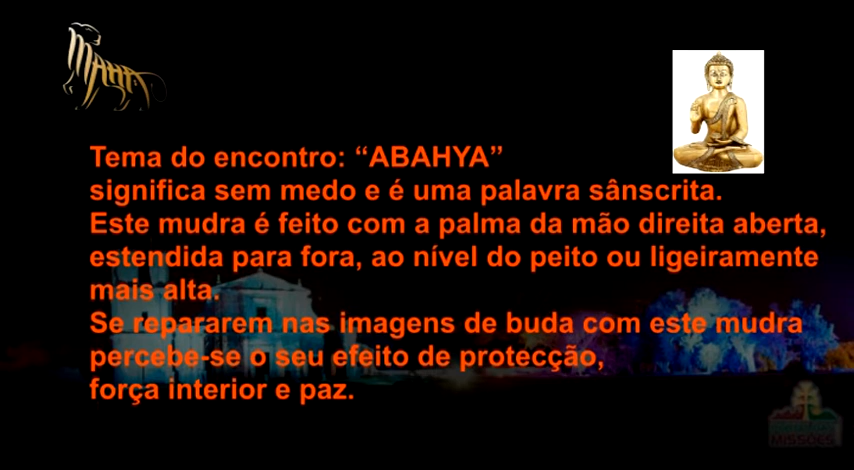 MAHA
Tema do encontro: “ABAHYA”
significa sem medo e é uma palavra sânscrita.
Este mudra é feito com a palma da mão direita aberta,
estendida para fora, ao nível do peito ou ligeiramente
mais alta.
Se repararem nas imagens de buda com este mudra
percebe-se o seu efeito de protecção,
força interior e paz.
MISSÕES